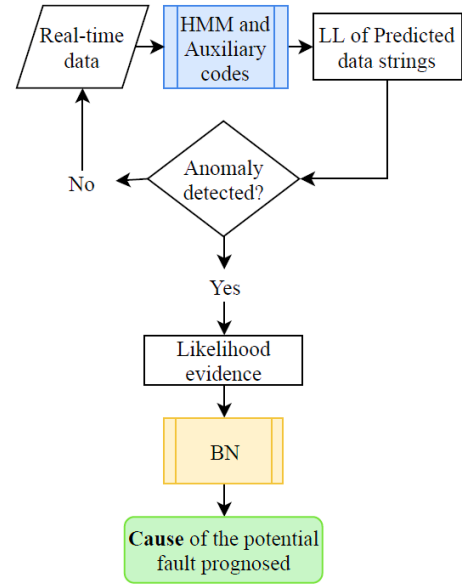 Real-time
data
HMM and
Auxiliary
codes
LL of Predicted
data strings
Anomaly
detected?
No
Yes
Likelihood
evidence
BN
Cause of the potential
fault prognosed